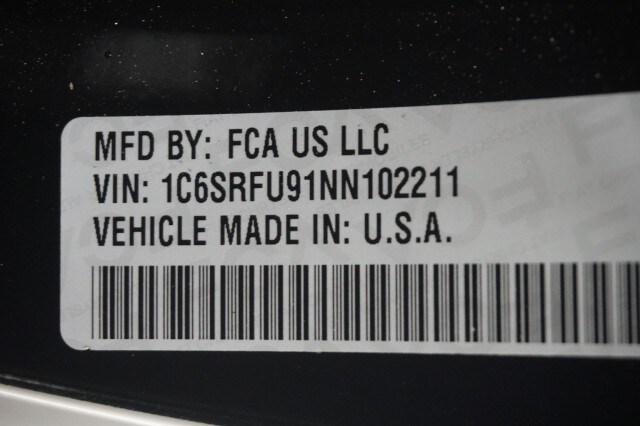 MFD BY: FCA US LLC
VIN: 1C6SRFU91NN102211
VEHICLE MADE IN: U.S.A.